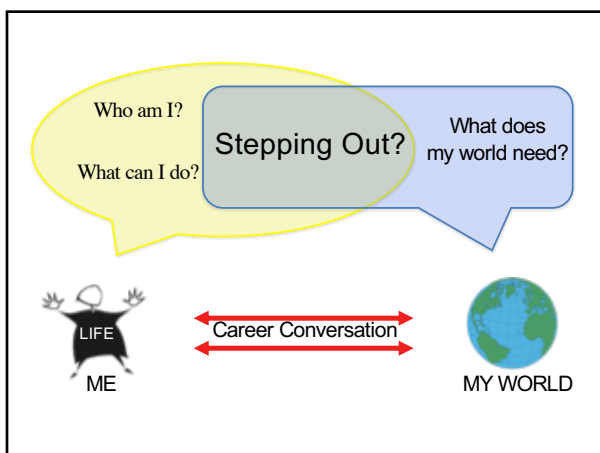 Who am I?
What can I do?
Stepping Out?
What does
my world need?
LIFE
ME
Career Conversation
MY WORLD